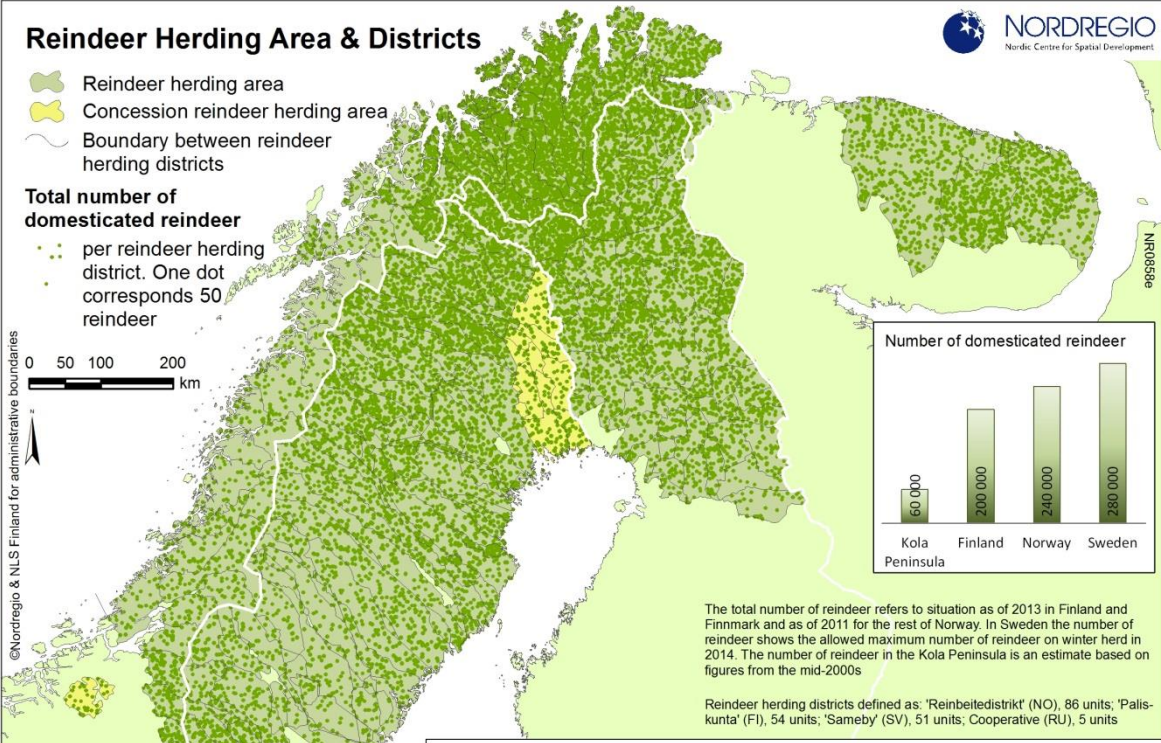 Reindeer Herding Area & Districts
Reindeer herding area
Concession reindeer herding area
Boundary between reindeer
herding districts
Total number of
domesticated reindeer
per reindeer herding
district. One dot
corresponds 50
reindeer
0 50 100 200
km
N
©Nordregio & NLS Finland for administrative boundaries
NORDREGIO
Nordic Centre for Spatial Development
NR0858e
Number of domesticated reindeer
60 000
200 000
240 000
280 000
Kola
Peninsula
Finland
Norway
Sweden
The total number of reindeer refers to situation as of 2013 in Finland and
Finnmark and as of 2011 for the rest of Norway. In Sweden the number of
reindeer shows the allowed maximum number of reindeer on winter herd in
2014. The number of reindeer in the Kola Peninsula is an estimate based on
figures from the mid-2000s
Reindeer herding districts defined as: 'Reinbeitedistrikt' (NO), 86 units; 'Palis-
kunta' (FI), 54 units; 'Sameby' (SV), 51 units; Cooperative (RU), 5 units